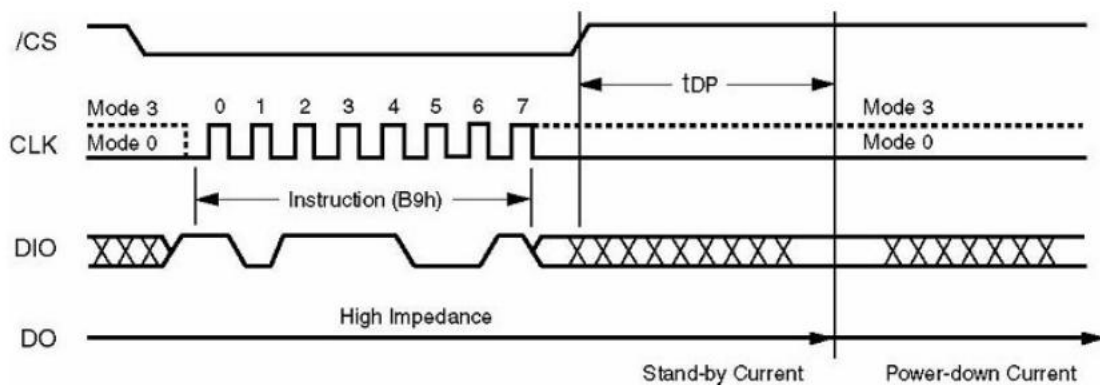 /CS
tDP
Mode 3 0 1 2 3 4 5 6 7 Mode 3
CLK Mode 0 Mode 0
Instruction (B9h)
DIO
High Impedance
DO
Stand-by Current Power-down Current